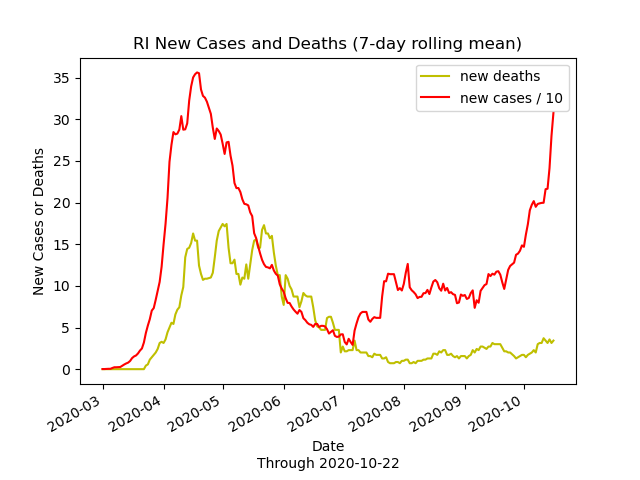 RI New Cases and Deaths (7-day rolling mean)
new deaths
new cases / 10
New Cases or Deaths
35
30
25
20
15
10
5
0
2020-03
2020-04
2020-05
2020-06
2020-07
2020-08
2020-09
2020-10
Date
Through 2020-10-22